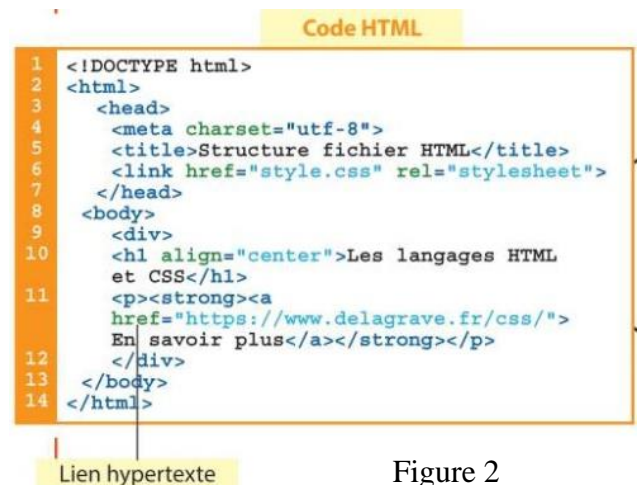 Code HTML
1 <!DOCTYPE html>
2 <html>
3 <head>
4 <meta charset="utf-8">
5 <title>Structure fichier HTML</title>
6 <link href="style.css" rel="stylesheet">
7 </head>
8 <body>
9 <div>
10 <h1 align="center">Les langages HTML
et CSS</h1>
11 <p><strong><a
href="https://www.delagrave.fr/css/">
En savoir plus</a></strong></p>
12 </div>
13 </body>
14 </html>
Lien hypertexte
Figure 2